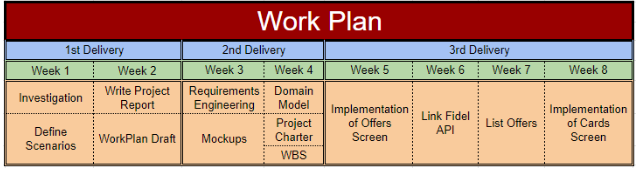 Work Plan
1st Delivery
2nd Delivery
3rd Delivery
Week 1
Week 2
Week 3
Week 4
Week 5
Week 6
Week 7
Week 8
Investigation
Write Project
Report
Requirements
Engineering
Domain
Model
Implementation
of Offers
Screen
Link Fidel
API
List Offers
Implementation
of Cards
Screen
Define
Scenarios
WorkPlan Draft
Mockups
Project
Charter
WBS